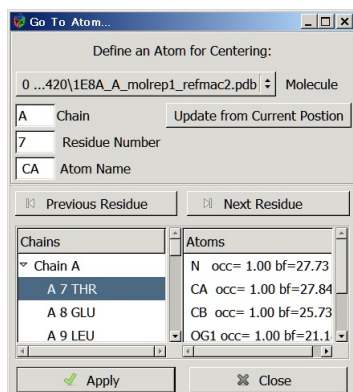 Go To Atom...
Define an Atom for Centering:
0 ...420\1E8A_A_molrep1_refmac2.pdb Molecule
A Chain Update from Current Postion
7 Residue Number
CA Atom Name
Previous Residue Next Residue
Chains Atoms
Chain A N occ= 1.00 bf=27.73
A 7 THR CA occ= 1.00 bf=27.84
A 8 GLU CB occ= 1.00 bf=25.73
A 9 LEU OG1 occ= 1.00 bf=21.1
Apply Close